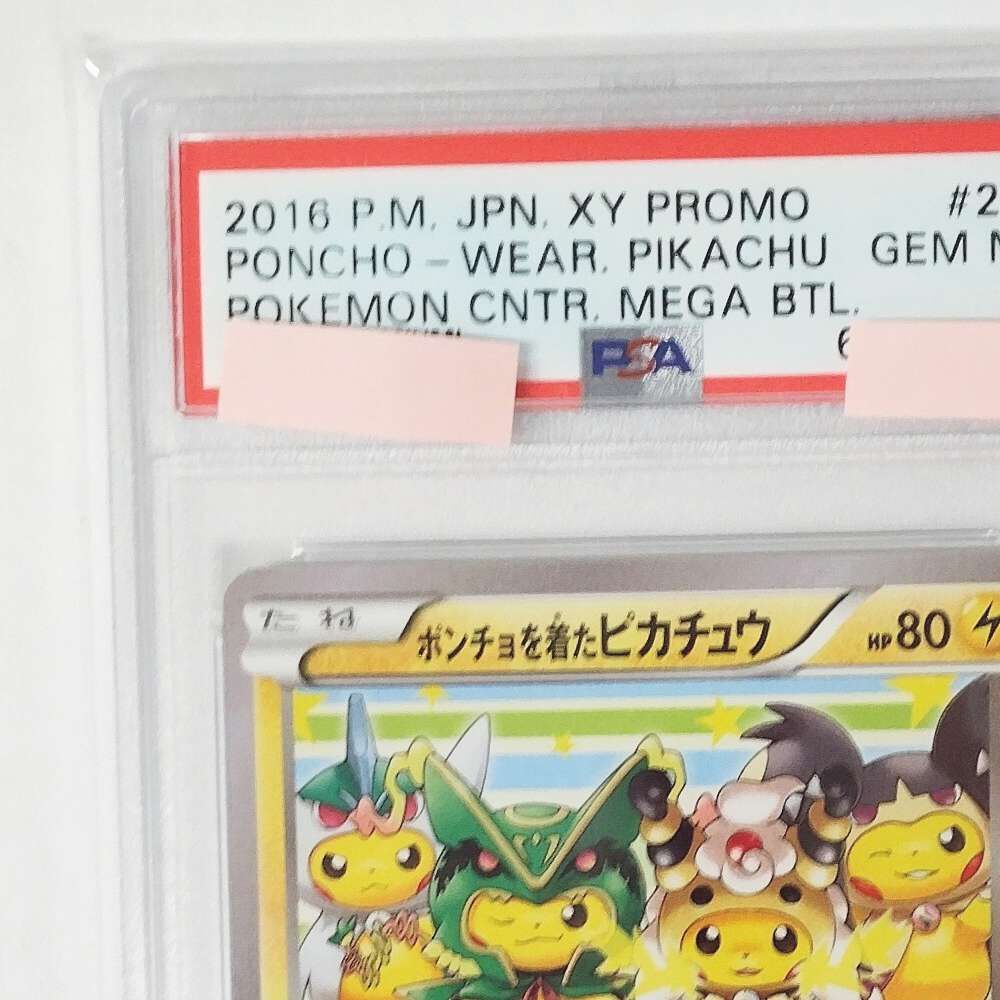 2016 P.M. JPN. XY PROMO #2
PONCHO-WEAR. PIKACHU GEM M
POKEMON CNTR. MEGA BTL.
PSA 6
たね ポンチョを着たピカチュウ HP80